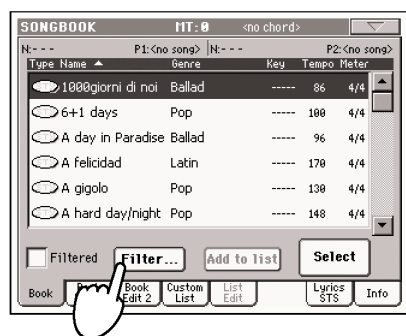 SONGBOOK MT:0 <no chord>
N:--- P1:<no song> N:--- P2:<no song>
Type Name Genre Key Tempo Meter
1000giorni di noi Ballad ----- 86 4/4
6+1 days Pop ----- 100 4/4
A day in Paradise Ballad ----- 96 4/4
A felicidad Latin ----- 170 4/4
A gigolo Pop ----- 130 4/4
A hard day/night Pop ----- 148 4/4
Filtered Filter... Add to list Select
Book Book Edit 2 Custom List List Edit Lyrics STS Info